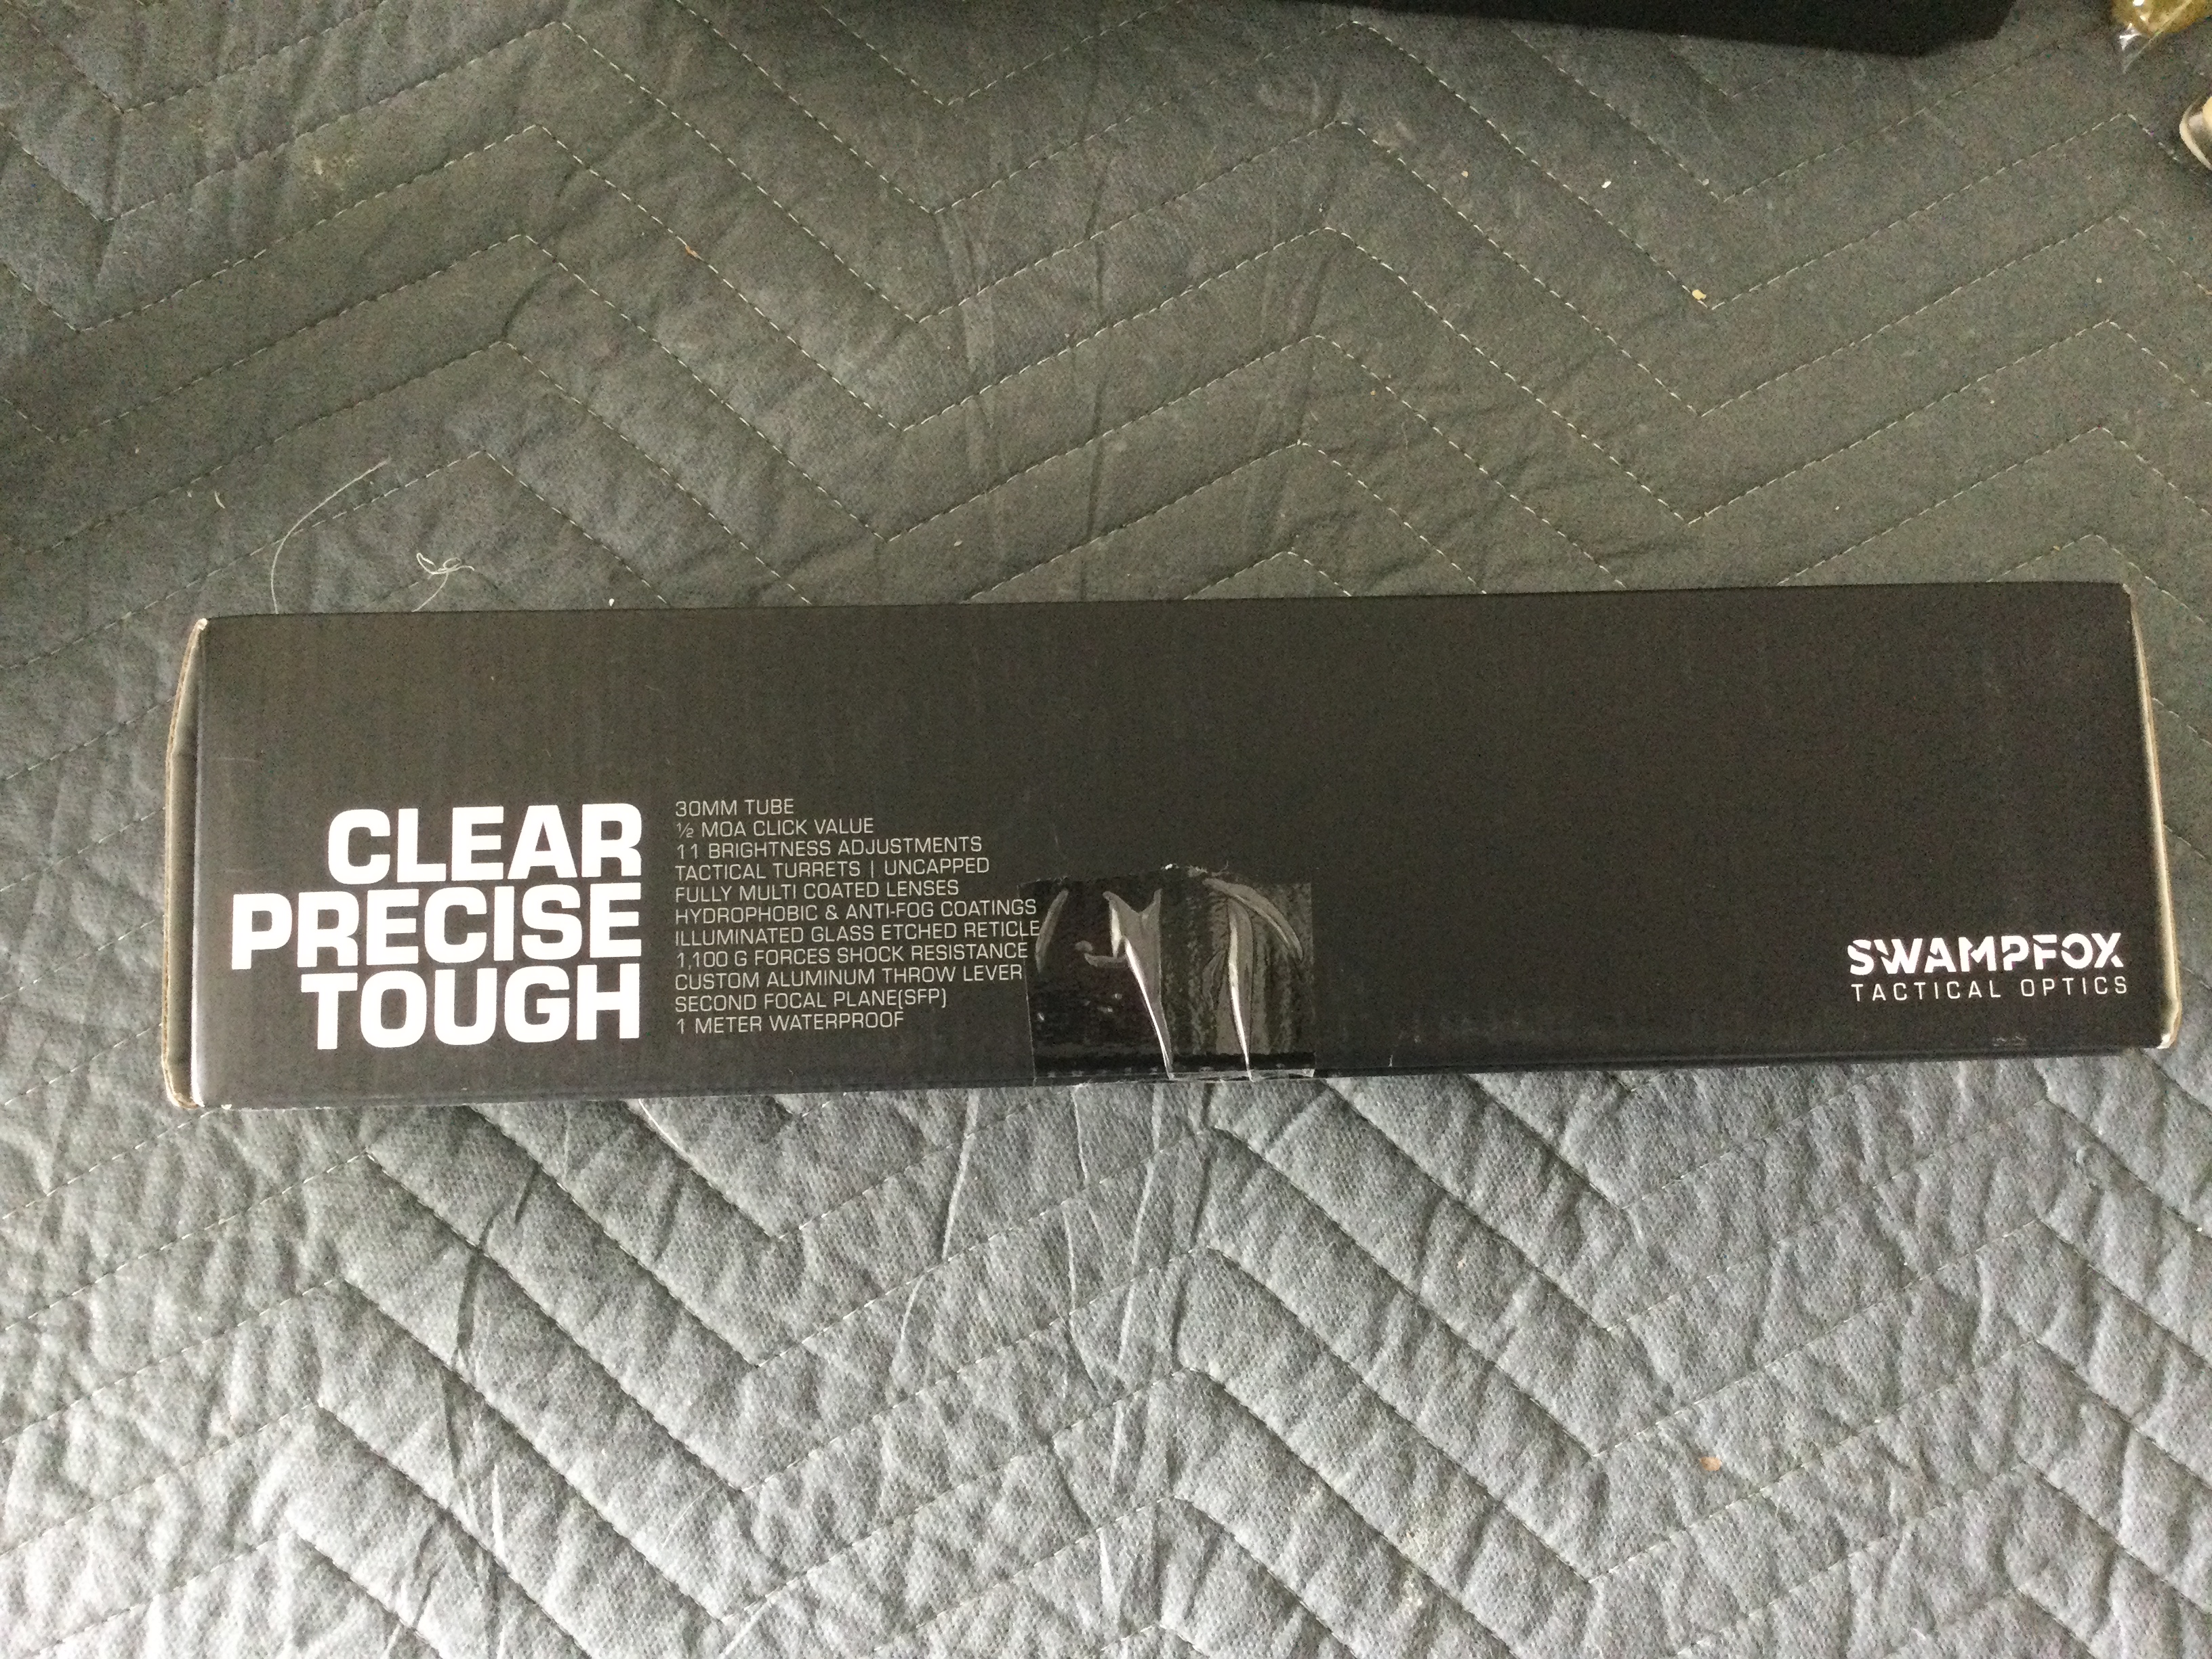 CLEAR
PRECISE
TOUGH
30MM TUBE
½ MOA CLICK VALUE
11 BRIGHTNESS ADJUSTMENTS
TACTICAL TURRETS | UNCAPPED
FULLY MULTI COATED LENSES
HYDROPHOBIC & ANTI-FOG COATINGS
ILLUMINATED GLASS ETCHED RETICLE
1,100 G FORCES SHOCK RESISTANCE
CUSTOM ALUMINUM THROW LEVER
SECOND FOCAL PLANE(SFP)
1 METER WATERPROOF
SWAMPFOX
TACTICAL OPTICS